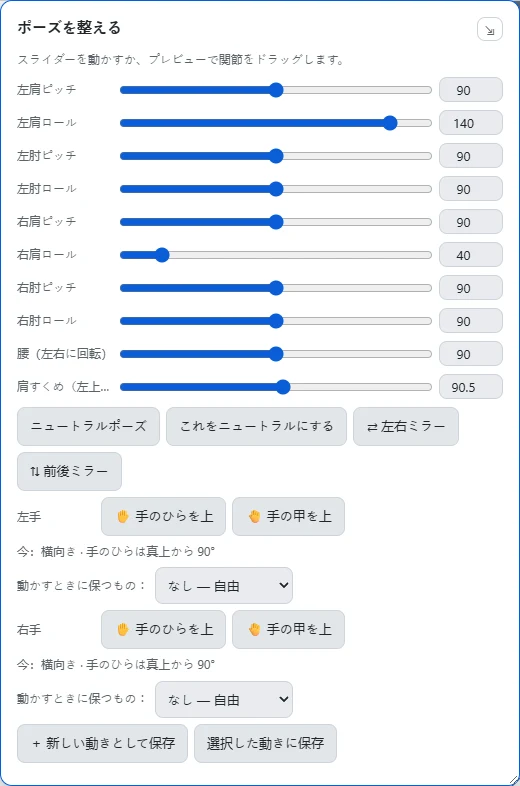 ポーズを整える
スライダーを動かすか、プレビューで関節をドラッグします。
左肩ピッチ 90
左肩ロール 140
左肘ピッチ 90
左肘ロール 90
右肩ピッチ 90
右肩ロール 40
右肘ピッチ 90
右肘ロール 90
腰（左右に回転） 90
肩すくめ（左上... 90.5
ニュートラルポーズ これをニュートラルにする ⇄ 左右ミラー
⇅ 前後ミラー
左手 🖐 手のひらを上 🤚 手の甲を上
今: 横向き · 手のひらは真上から 90°
動かすときに保つもの： なし — 自由
右手 🖐 手のひらを上 🤚 手の甲を上
今: 横向き · 手のひらは真上から 90°
動かすときに保つもの： なし — 自由
＋ 新しい動きとして保存 選択した動きに保存